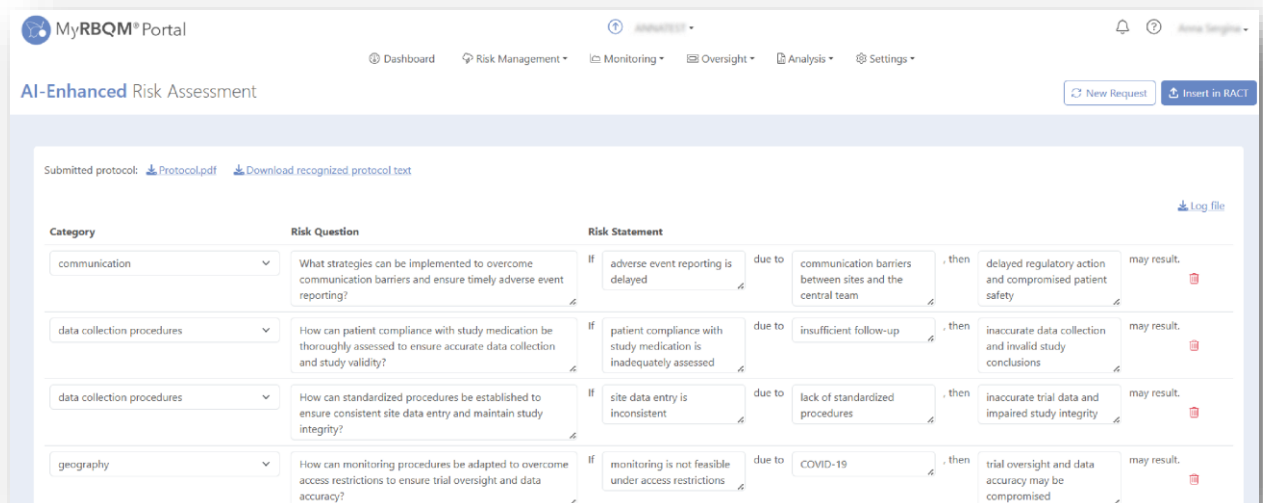 MyRBQM® Portal
Dashboard Risk Management Monitoring Oversight Analysis Settings
AI-Enhanced Risk Assessment
New Request Insert in RACT
Submitted protocol: Protocol.pdf Download recognized protocol text
Log file
Category Risk Question Risk Statement
communication
What strategies can be implemented to overcome
communication barriers and ensure timely adverse event
reporting?
If
adverse event reporting is
delayed
due to
communication barriers
between sites and the
central team
, then
delayed regulatory action
and compromised patient
safety
may result.
data collection procedures
How can patient compliance with study medication be
thoroughly assessed to ensure accurate data collection
and study validity?
If
patient compliance with
study medication is
inadequately assessed
due to
insufficient follow-up
, then
inaccurate data collection
and invalid study
conclusions
may result.
data collection procedures
How can standardized procedures be established to
ensure consistent site data entry and maintain study
integrity?
If
site data entry is
inconsistent
due to
lack of standardized
procedures
, then
inaccurate trial data and
impaired study integrity
may result.
geography
How can monitoring procedures be adapted to overcome
access restrictions to ensure trial oversight and data
accuracy?
If
monitoring is not feasible
under access restrictions
due to
COVID-19
, then
trial oversight and data
accuracy may be
compromised
may result.